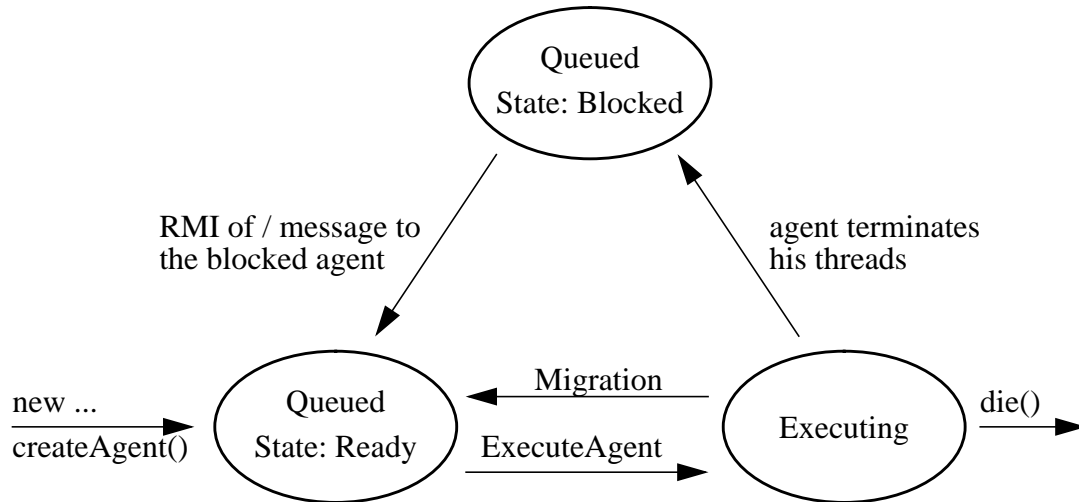 Queued
State: Blocked
RMI of / message to
the blocked agent
agent terminates
his threads
new ...
createAgent()
Queued
State: Ready
Migration
ExecuteAgent
Executing
die()